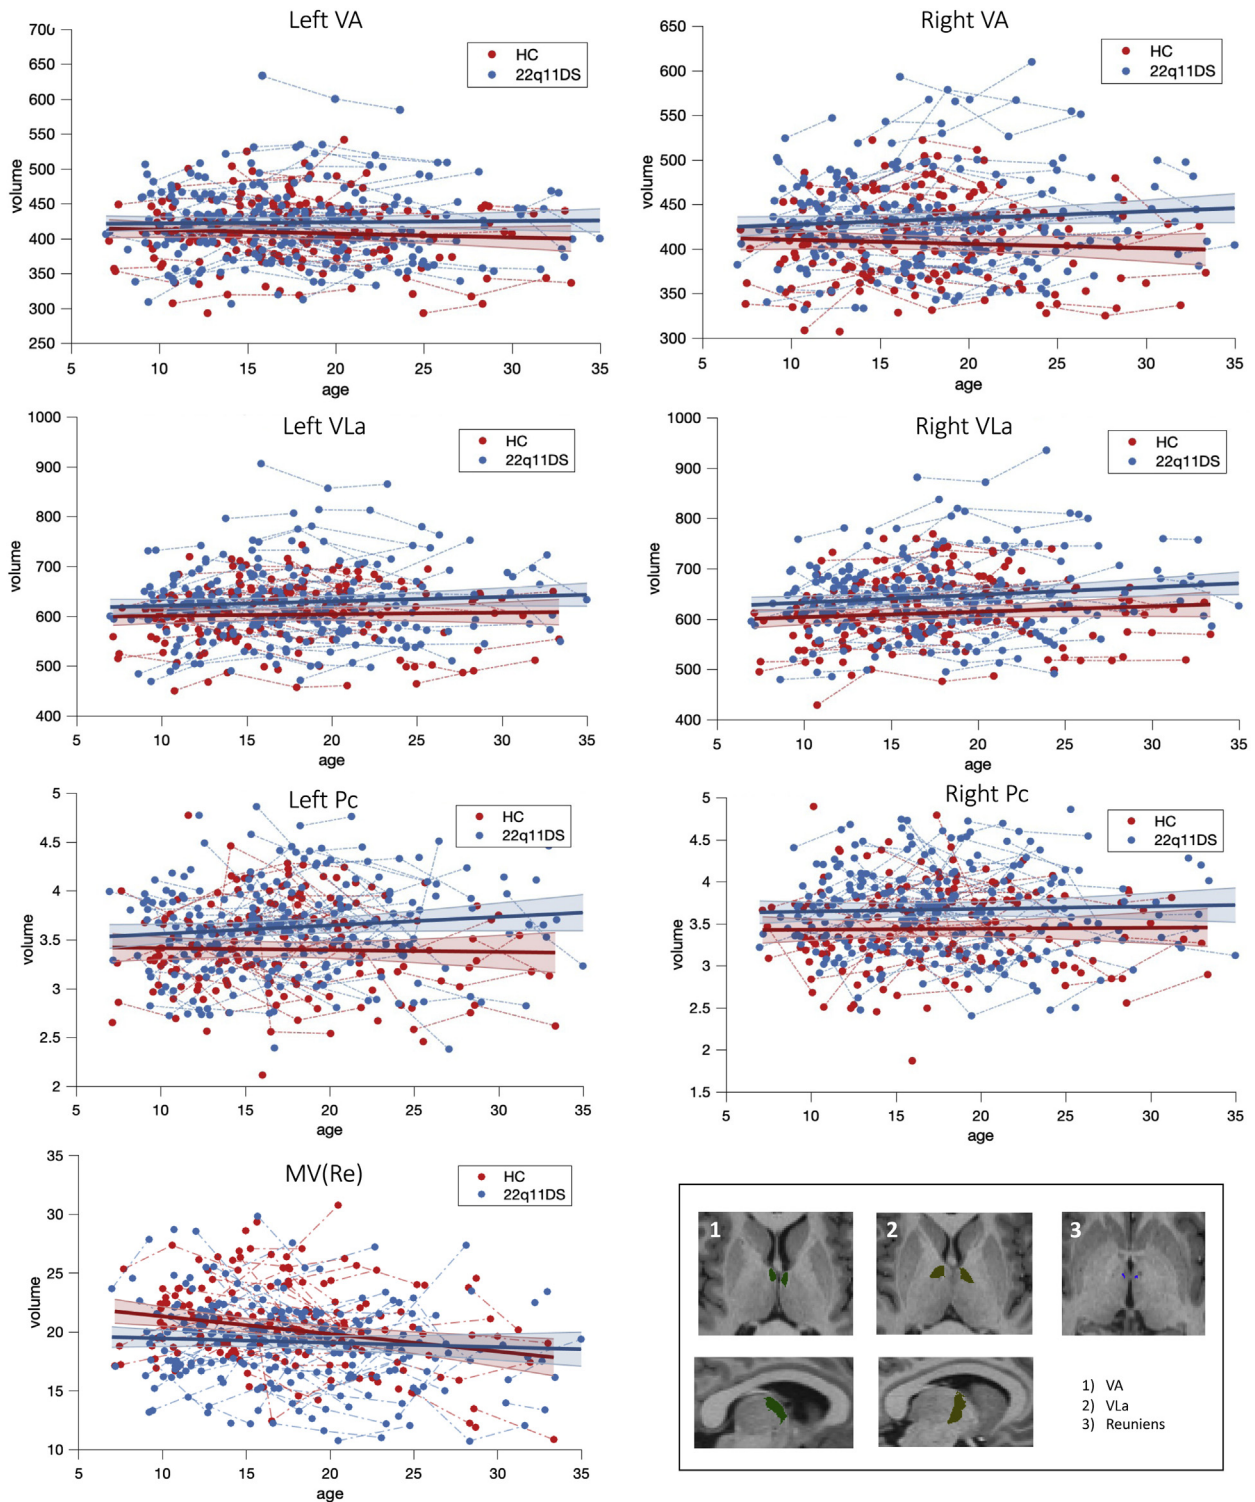 Left VA
700
650
600
550
500
450
400
350
300
250
volume
5
10
15
20
25
30
35
age
HC
22q11DS
Right VA
650
600
550
500
450
400
350
300
volume
5
10
15
20
25
30
35
age
HC
22q11DS
Left VLa
1000
900
800
700
600
500
400
volume
5
10
15
20
25
30
35
age
HC
22q11DS
Right VLa
1000
900
800
700
600
500
400
volume
5
10
15
20
25
30
35
age
HC
22q11DS
Left Pc
5
4.5
4
3.5
3
2.5
2
volume
5
10
15
20
25
30
35
age
HC
22q11DS
Right Pc
5
4.5
4
3.5
3
2.5
2
1.5
volume
5
10
15
20
25
30
35
age
HC
22q11DS
MV(Re)
35
30
25
20
15
10
volume
5
10
15
20
25
30
35
age
HC
22q11DS
1
2
3
1) VA
2) VLa
3) Reuniens